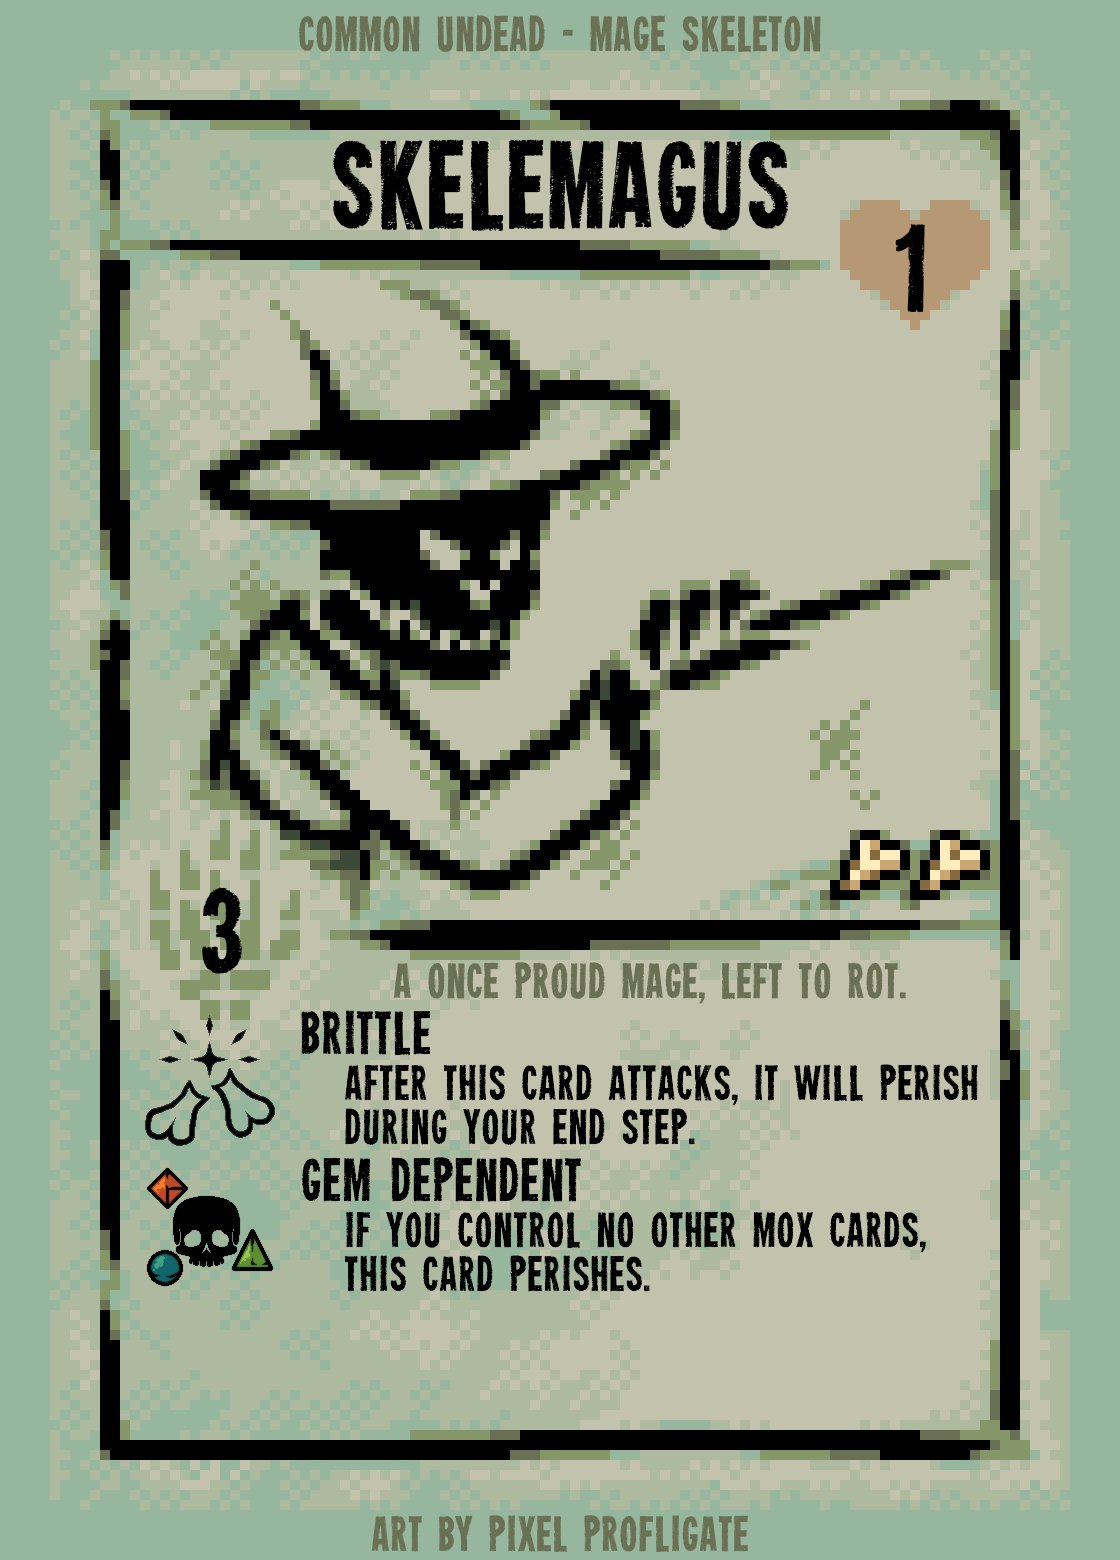 COMMON UNDEAD - MAGE SKELETON
SKELEMAGUS
1
3
A ONCE PROUD MAGE, LEFT TO ROT.
BRITTLE
AFTER THIS CARD ATTACKS, IT WILL PERISH
DURING YOUR END STEP.
GEM DEPENDENT
IF YOU CONTROL NO OTHER MOX CARDS,
THIS CARD PERISHES.
ART BY PIXEL PROFLIGATE